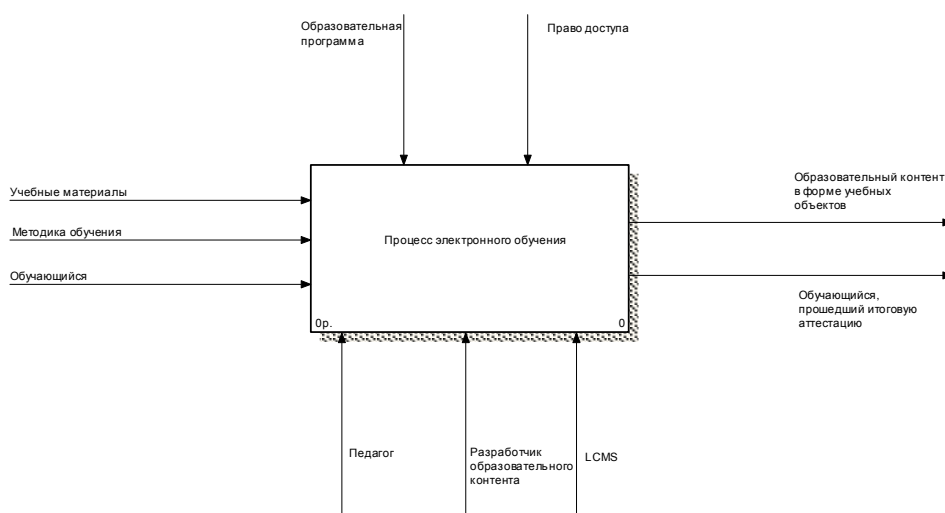 Образовательная
программа
Право доступа
Учебные материалы
Методика обучения
Обучающийся
Процесс электронного обучения
0р.
0
Образовательный контент
в форме учебных
объектов
Обучающийся,
прошедший итоговую
аттестацию
Педагог
Разработчик
образовательного
контента
LCMS